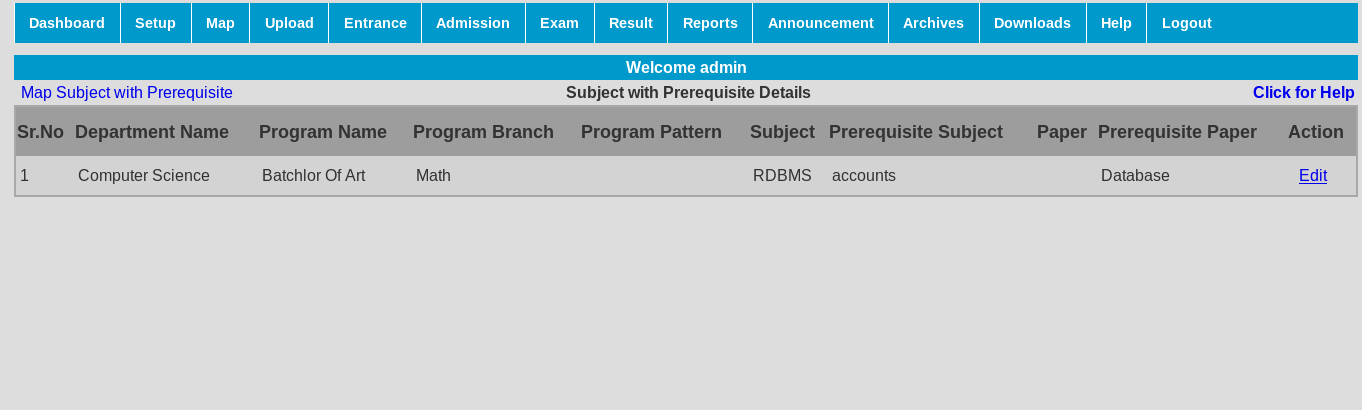 Dashboard Setup Map Upload Entrance Admission Exam Result Reports Announcement Archives Downloads Help Logout
Welcome admin
Map Subject with Prerequisite Subject with Prerequisite Details Click for Help
Sr.No Department Name Program Name Program Branch Program Pattern Subject Prerequisite Subject Paper Prerequisite Paper Action
1 Computer Science Batchlor Of Art Math RDBMS accounts Database Edit